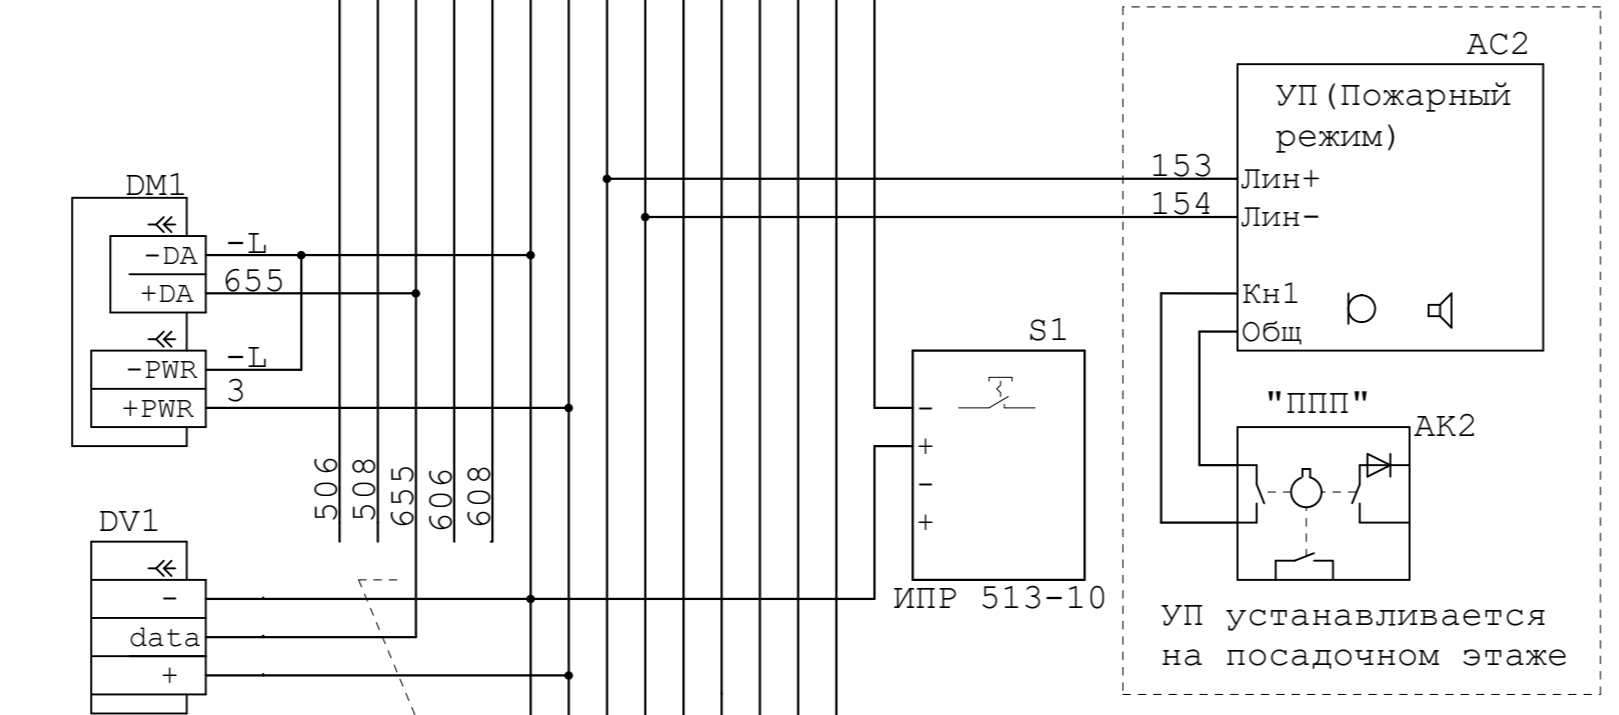 AC2
УП(Пожарный
режим)
153
Лин+
154
Лин-
DM1
-L
-DA
655
+DA
Кн1
Общ
S1
-L
-PWR
3
+PWR
-
+
-
+
"ППП"
AK2
506
508
655
606
608
DV1
-
data
+
ИПР 513-10
УП устанавливается
на посадочном этаже